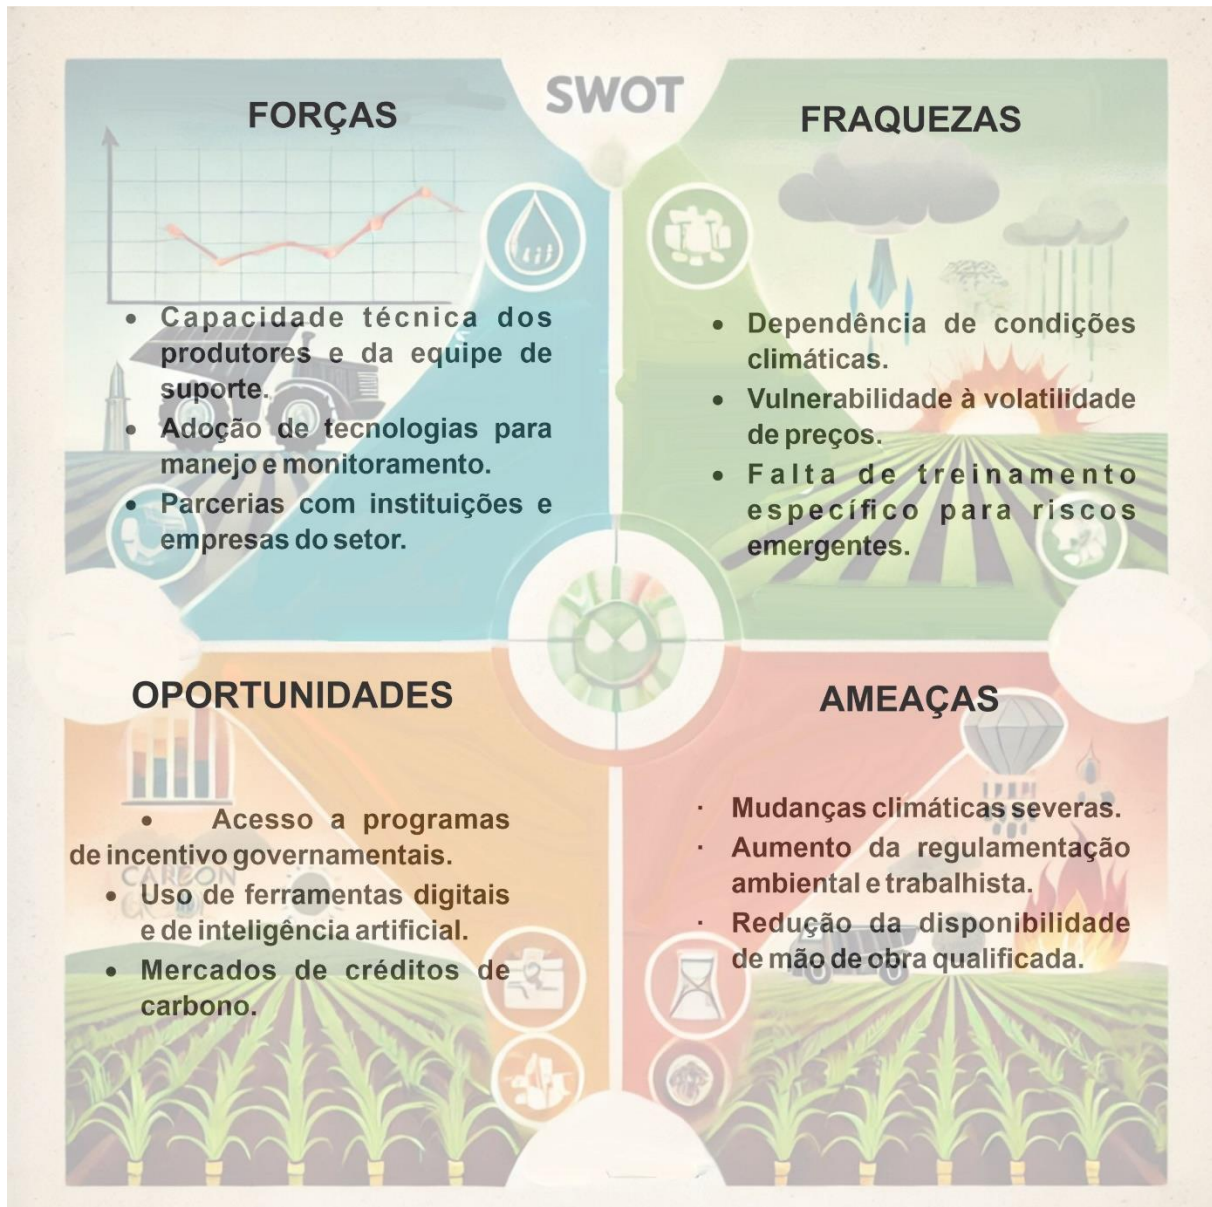 SWOT
FORÇAS
• Capacidade técnica dos
produtores e da equipe de
suporte.
• Adoção de tecnologias para
manejo e monitoramento.
• Parcerias com instituições e
empresas do setor.
FRAQUEZAS
• Dependência de condições
climáticas.
• Vulnerabilidade à volatilidade
de preços.
• Falta de treinamento
específico para riscos
emergentes.
OPORTUNIDADES
• Acesso a programas
de incentivo governamentais.
CARBON
• Uso de ferramentas digitais
e de inteligência artificial.
• Mercados de créditos de
carbono.
AMEAÇAS
· Mudanças climáticas severas.
· Aumento da regulamentação
ambiental e trabalhista.
· Redução da disponibilidade
de mão de obra qualificada.